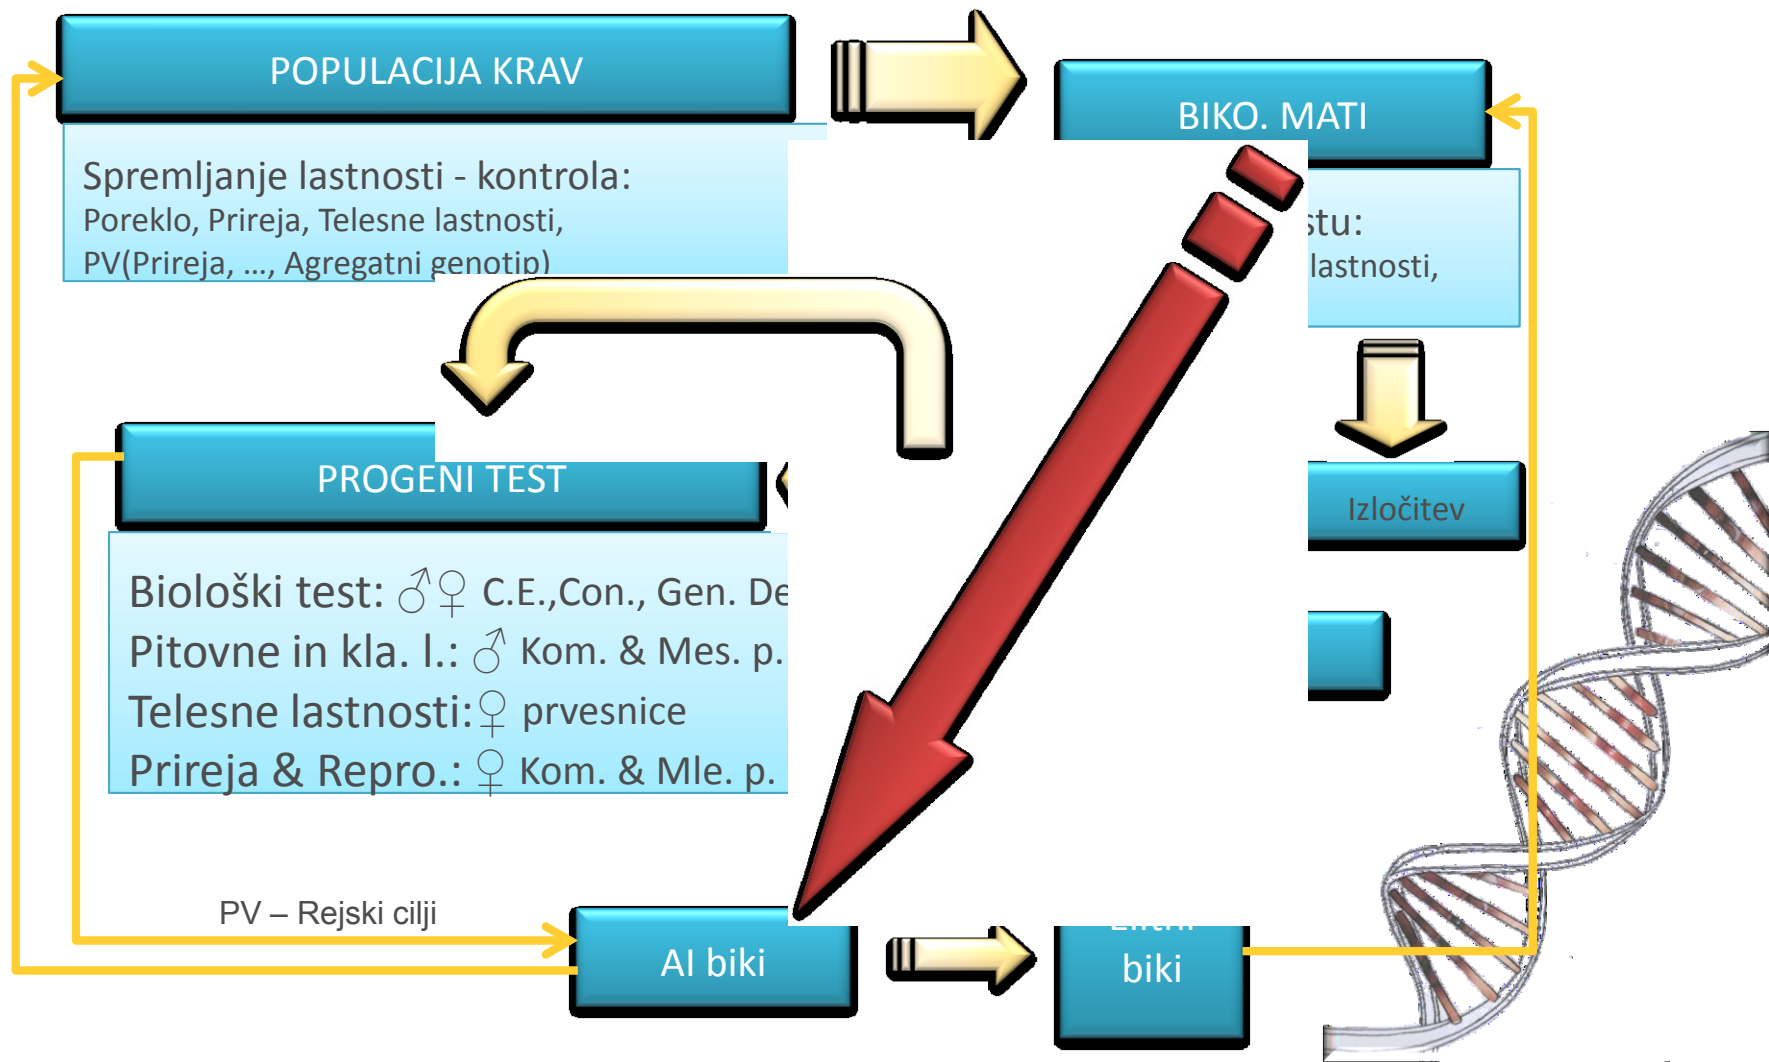 POPULACIJA KRAV
BIKO. MATI
Spremljanje lastnosti - kontrola:
Poreklo, Prireja, Telesne lastnosti,
PV(Prireja, ..., Agregatni genotip)
lastnosti,
PROGENI TEST
Izločitev
Biološki test: ♂♀ C.E.,Con., Gen. De
Pitovne in kla. l.: ♂ Kom. & Mes. p.
Telesne lastnosti:♀ prvesnice
Prireja & Repro.: ♀ Kom. & Mle. p.
PV – Rejski cilji
AI biki
biki